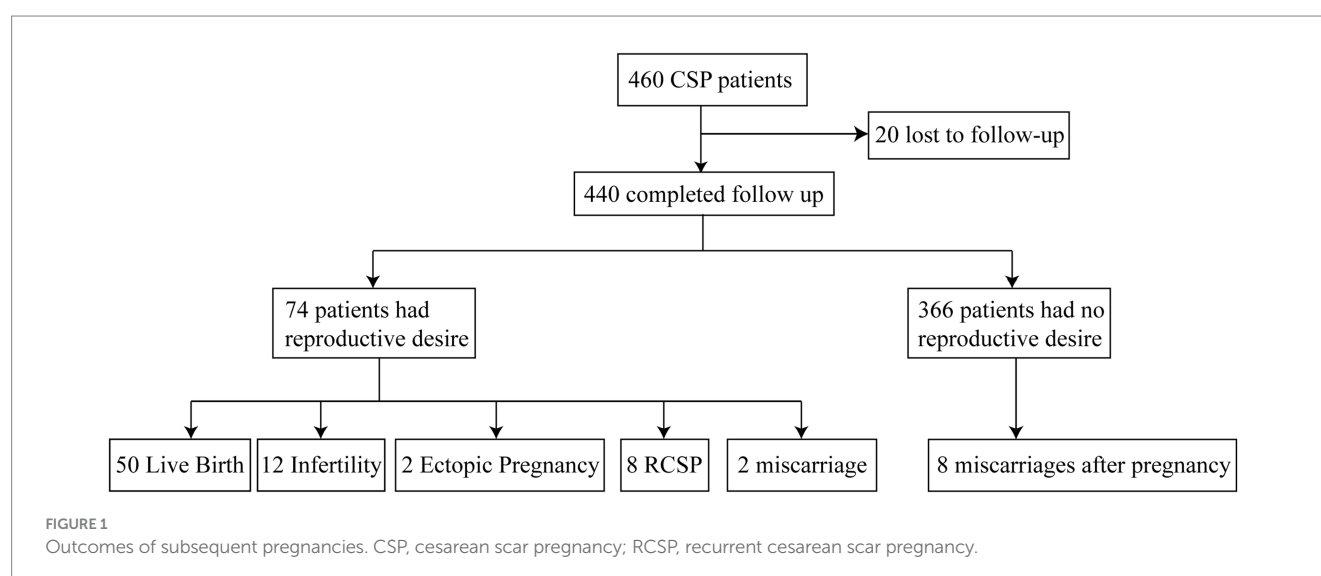 460 CSP patients
20 lost to follow-up
440 completed follow up
74 patients had
reproductive desire
366 patients had no
reproductive desire
50 Live Birth
12 Infertility
2 Ectopic Pregnancy
8 RCSP
2 miscarriage
8 miscarriages after pregnancy
FIGURE 1
Outcomes of subsequent pregnancies. CSP, cesarean scar pregnancy; RCSP, recurrent cesarean scar pregnancy.